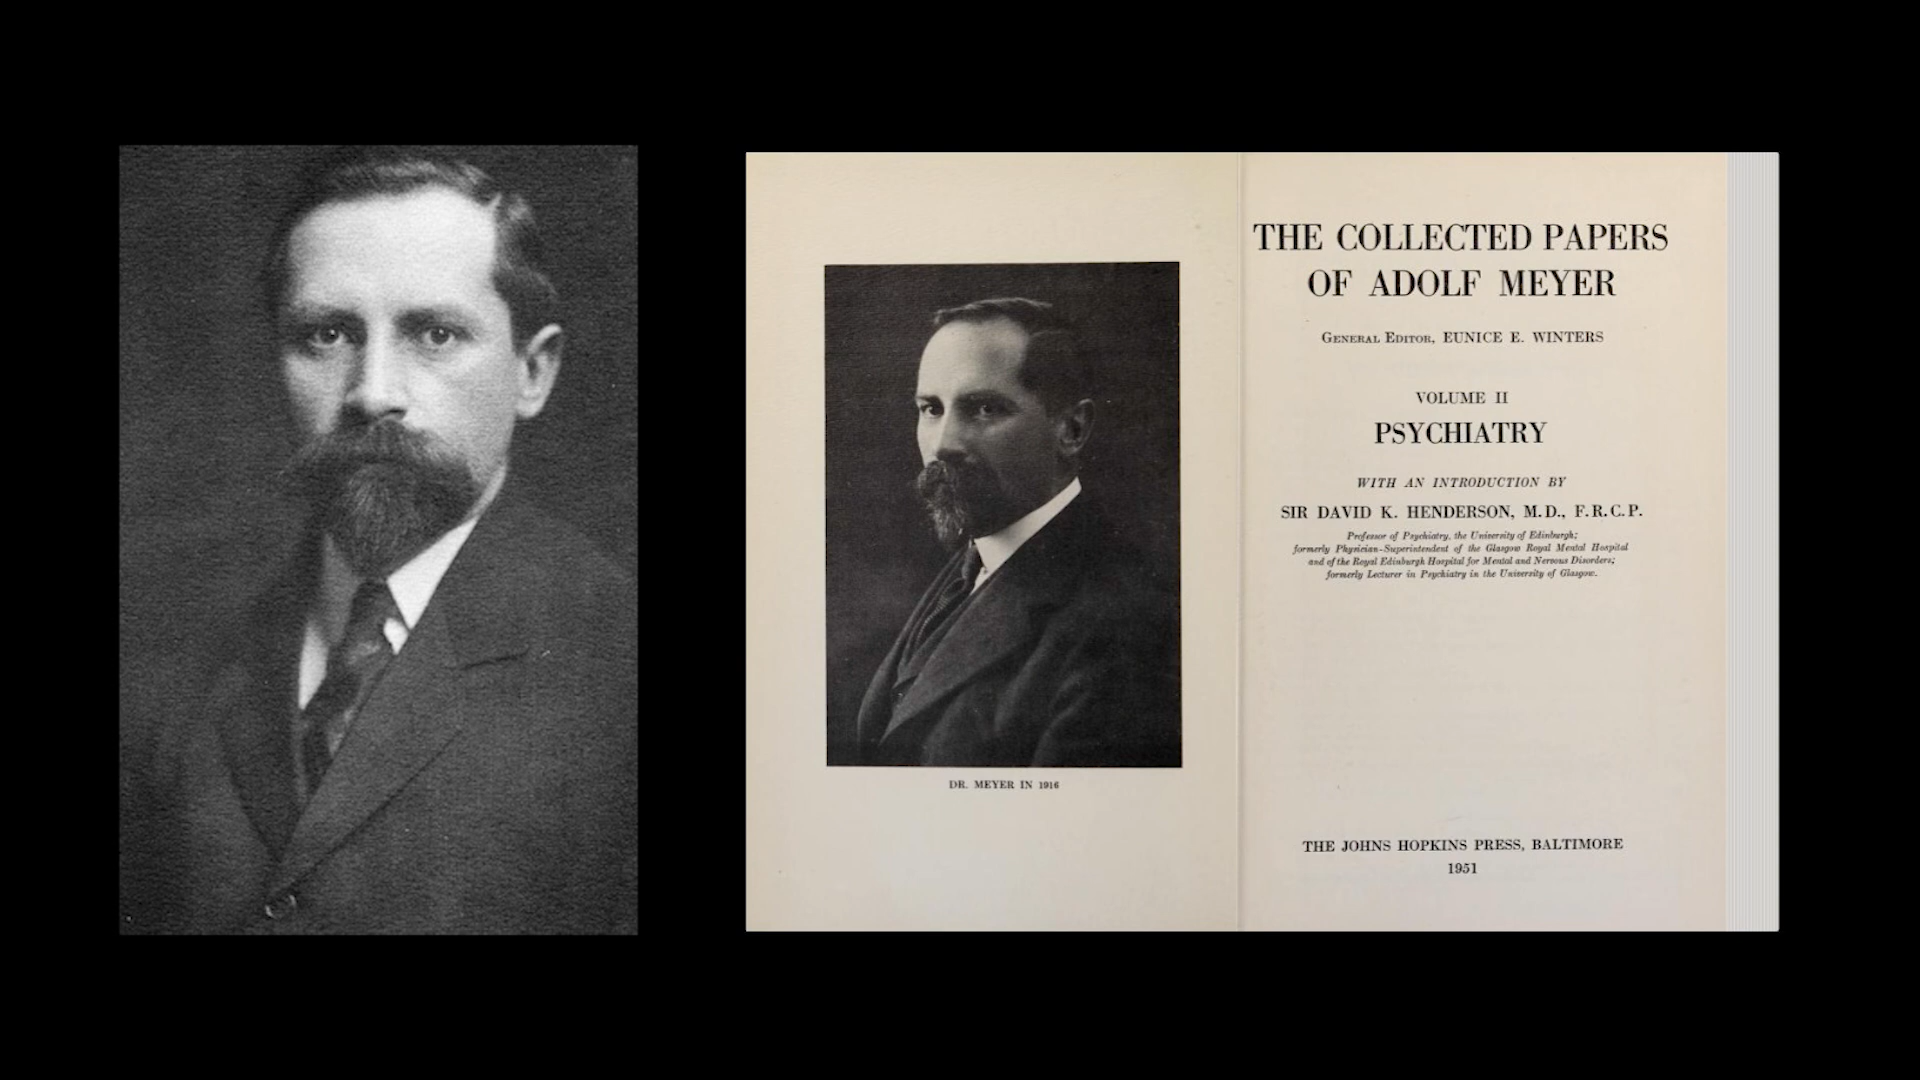 DR. MEYER IN 1916
THE COLLECTED PAPERS
OF ADOLF MEYER
GENERAL EDITOR, EUNICE E. WINTERS
VOLUME II
PSYCHIATRY
WITH AN INTRODUCTION BY
SIR DAVID K. HENDERSON, M.D., F.R.C.P.
Professor of Psychiatry, the University of Edinburgh;
formerly Physician-Superintendent of the Glasgow Royal Mental Hospital
and of the Royal Edinburgh Hospital for Mental and Nervous Disorders;
formerly Lecturer in Psychiatry in the University of Glasgow.
THE JOHNS HOPKINS PRESS, BALTIMORE
1951